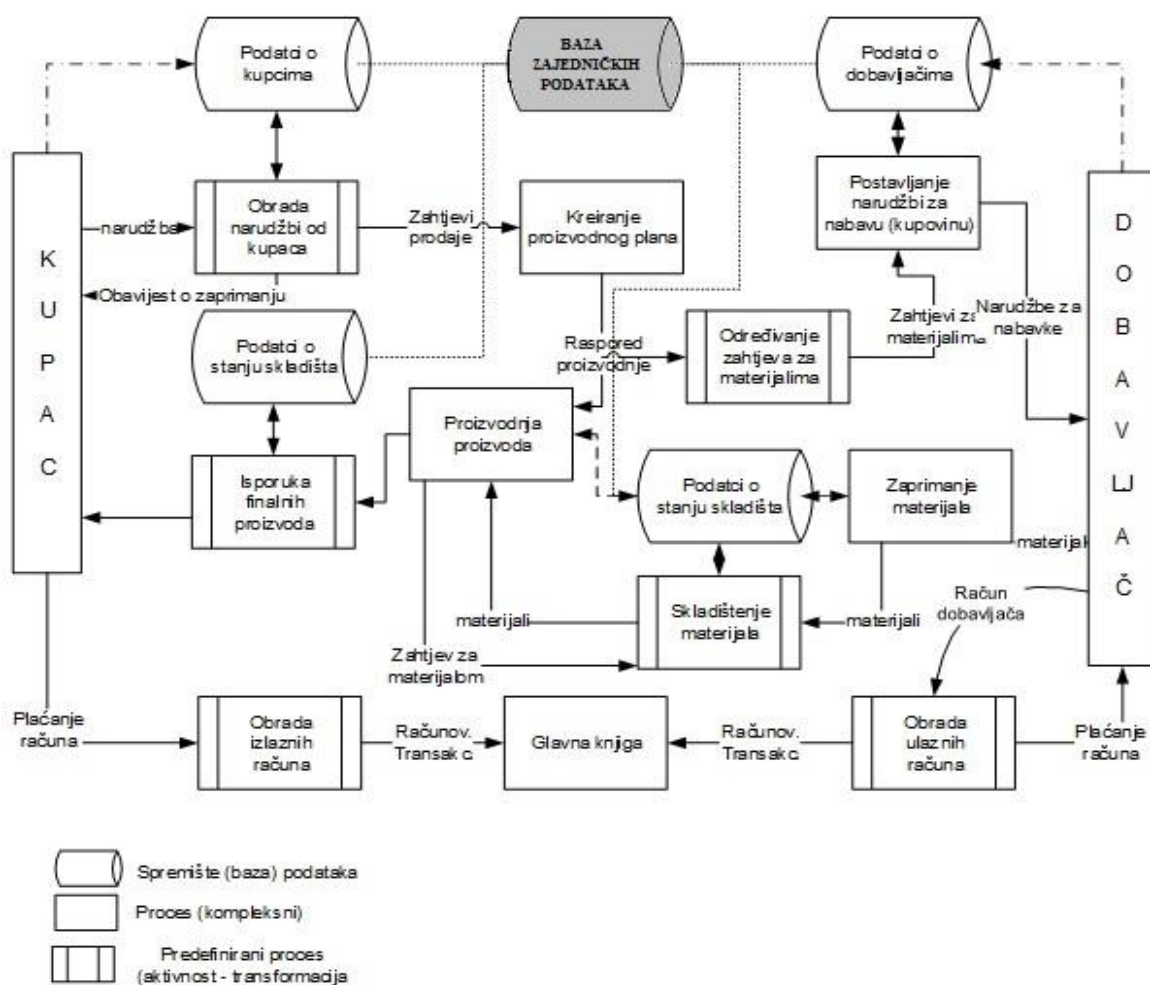 Podatci o
kupcima
BAZA
ZAJEDNIČKIH
PODATAKA
Podatci o
dobavljačima
K
U
P
A
C
narudžba
Obrada
narudžbi od
kupaca
Zahtjevi
prodaje
Kreiranje
proizvodnog plana
Postavljanje
narudžbi za
nabavu (kupovinu)
D
O
B
A
V
LJ
A
Č
Obavijest o zaprimanju
Podatci o
stanju skladišta
Raspored
proizvodnje
Određivanje
zahtjeva za
materijalima
Zahtjevi za
materijalima
Narudžbe za
nabavke
Proizvodnja
proizvoda
Isporuka
finalnih
proizvoda
Podatci o
stanju skladišta
Zaprimanje
materijala
materijal
materijali
Skladištenje
materijala
materijali
Račun
dobavljača
Zahtjev za
materijalom
Plaćanje
računa
Obrada
izlaznih
računa
Računov.
Transakc.
Glavna knjiga
Računov.
Transakc.
Obrada
ulaznih
računa
Plaćanje
računa
Spremište (baza) podataka
Proces (kompleksni)
Predefinirani proces
(aktivnost - transformacija